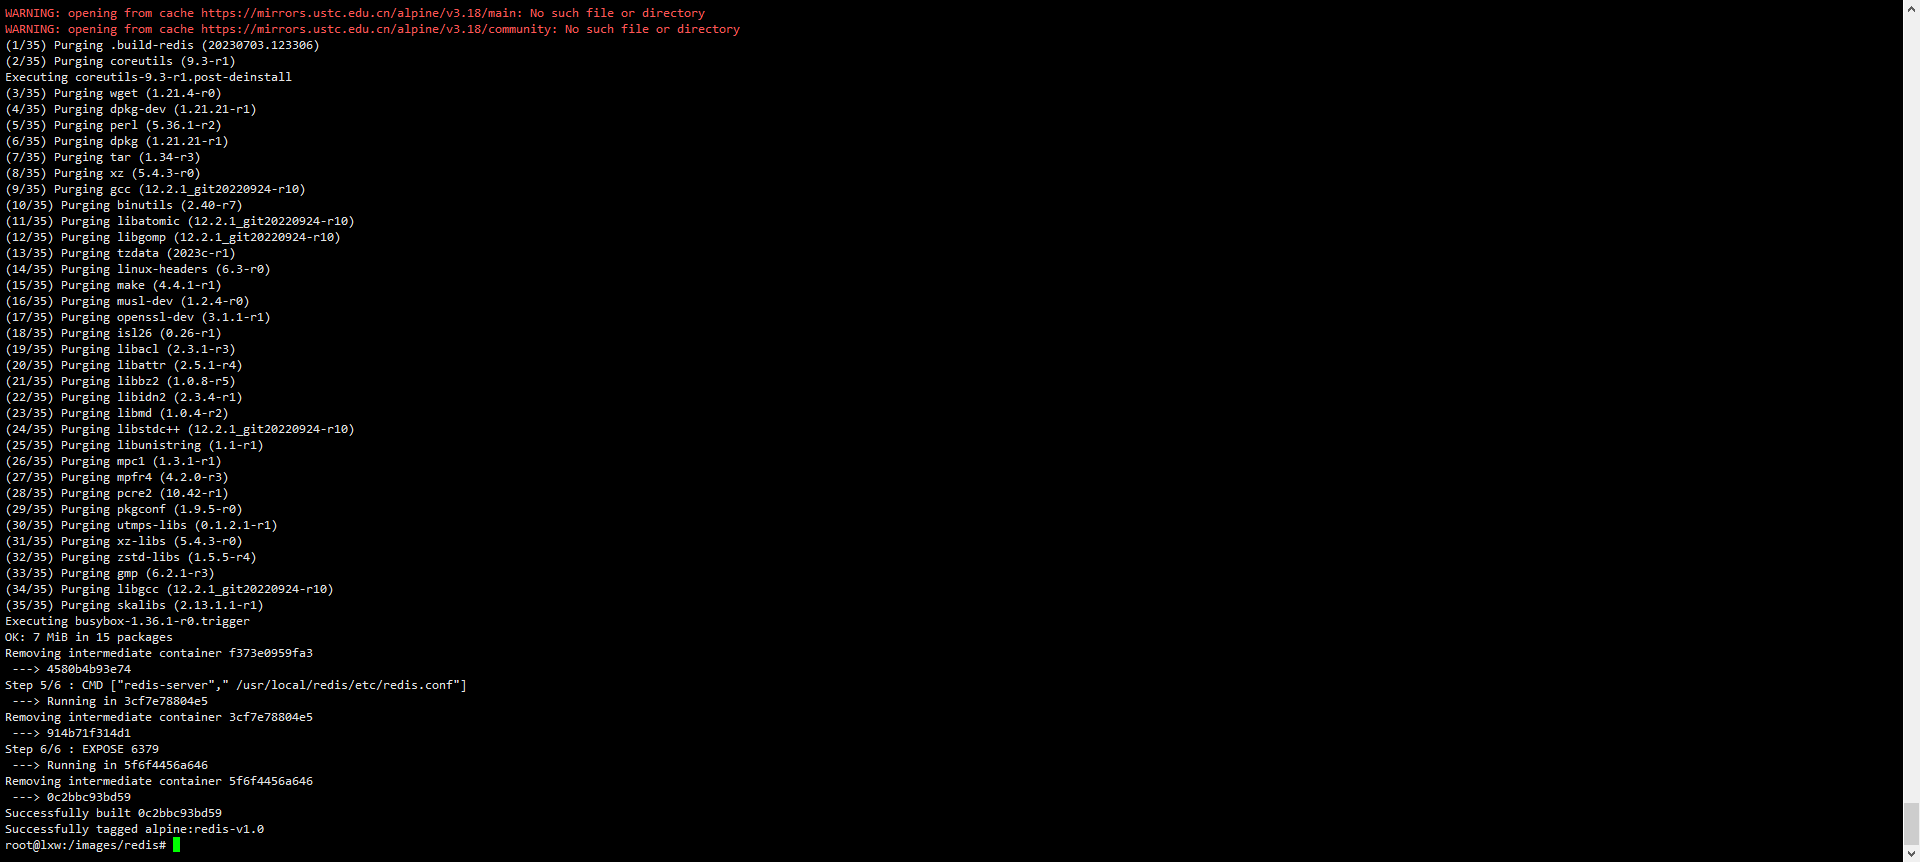 WARNING: opening from cache https://mirrors.ustc.edu.cn/alpine/v3.18/main: No such file or directory
WARNING: opening from cache https://mirrors.ustc.edu.cn/alpine/v3.18/community: No such file or directory
(1/35) Purging .build-redis (20230703.123306)
(2/35) Purging coreutils (9.3-r1)
Executing coreutils-9.3-r1.post-deinstall
(3/35) Purging wget (1.21.4-r0)
(4/35) Purging dpkg-dev (1.21.21-r1)
(5/35) Purging perl (5.36.1-r2)
(6/35) Purging dpkg (1.21.21-r1)
(7/35) Purging tar (1.34-r3)
(8/35) Purging xz (5.4.3-r0)
(9/35) Purging gcc (12.2.1_git20220924-r10)
(10/35) Purging binutils (2.40-r7)
(11/35) Purging libatomic (12.2.1_git20220924-r10)
(12/35) Purging libgomp (12.2.1_git20220924-r10)
(13/35) Purging tzdata (2023c-r1)
(14/35) Purging linux-headers (6.3-r0)
(15/35) Purging make (4.4.1-r1)
(16/35) Purging musl-dev (1.2.4-r0)
(17/35) Purging openssl-dev (3.1.1-r1)
(18/35) Purging isl26 (0.26-r1)
(19/35) Purging libacl (2.3.1-r3)
(20/35) Purging libattr (2.5.1-r4)
(21/35) Purging libbz2 (1.0.8-r5)
(22/35) Purging libidn2 (2.3.4-r1)
(23/35) Purging libmd (1.0.4-r2)
(24/35) Purging libstdc++ (12.2.1_git20220924-r10)
(25/35) Purging libunistring (1.1-r1)
(26/35) Purging mpc1 (1.3.1-r1)
(27/35) Purging mpfr4 (4.2.0-r3)
(28/35) Purging pcre2 (10.42-r1)
(29/35) Purging pkgconf (1.9.5-r0)
(30/35) Purging utmps-libs (0.1.2.1-r1)
(31/35) Purging xz-libs (5.4.3-r0)
(32/35) Purging zstd-libs (1.5.5-r4)
(33/35) Purging gmp (6.2.1-r3)
(34/35) Purging libgcc (12.2.1_git20220924-r10)
(35/35) Purging skalibs (2.13.1.1-r1)
Executing busybox-1.36.1-r0.trigger
OK: 7 MiB in 15 packages
Removing intermediate container f373e0959fa3
 ---> 4580b4b93e74
Step 5/6 : CMD ["redis-server"," /usr/local/redis/etc/redis.conf"]
 ---> Running in 3cf7e78804e5
Removing intermediate container 3cf7e78804e5
 ---> 914b71f314d1
Step 6/6 : EXPOSE 6379
 ---> Running in 5f6f4456a646
Removing intermediate container 5f6f4456a646
 ---> 0c2bbc93bd59
Successfully built 0c2bbc93bd59
Successfully tagged alpine:redis-v1.0
root@lxw:/images/redis#